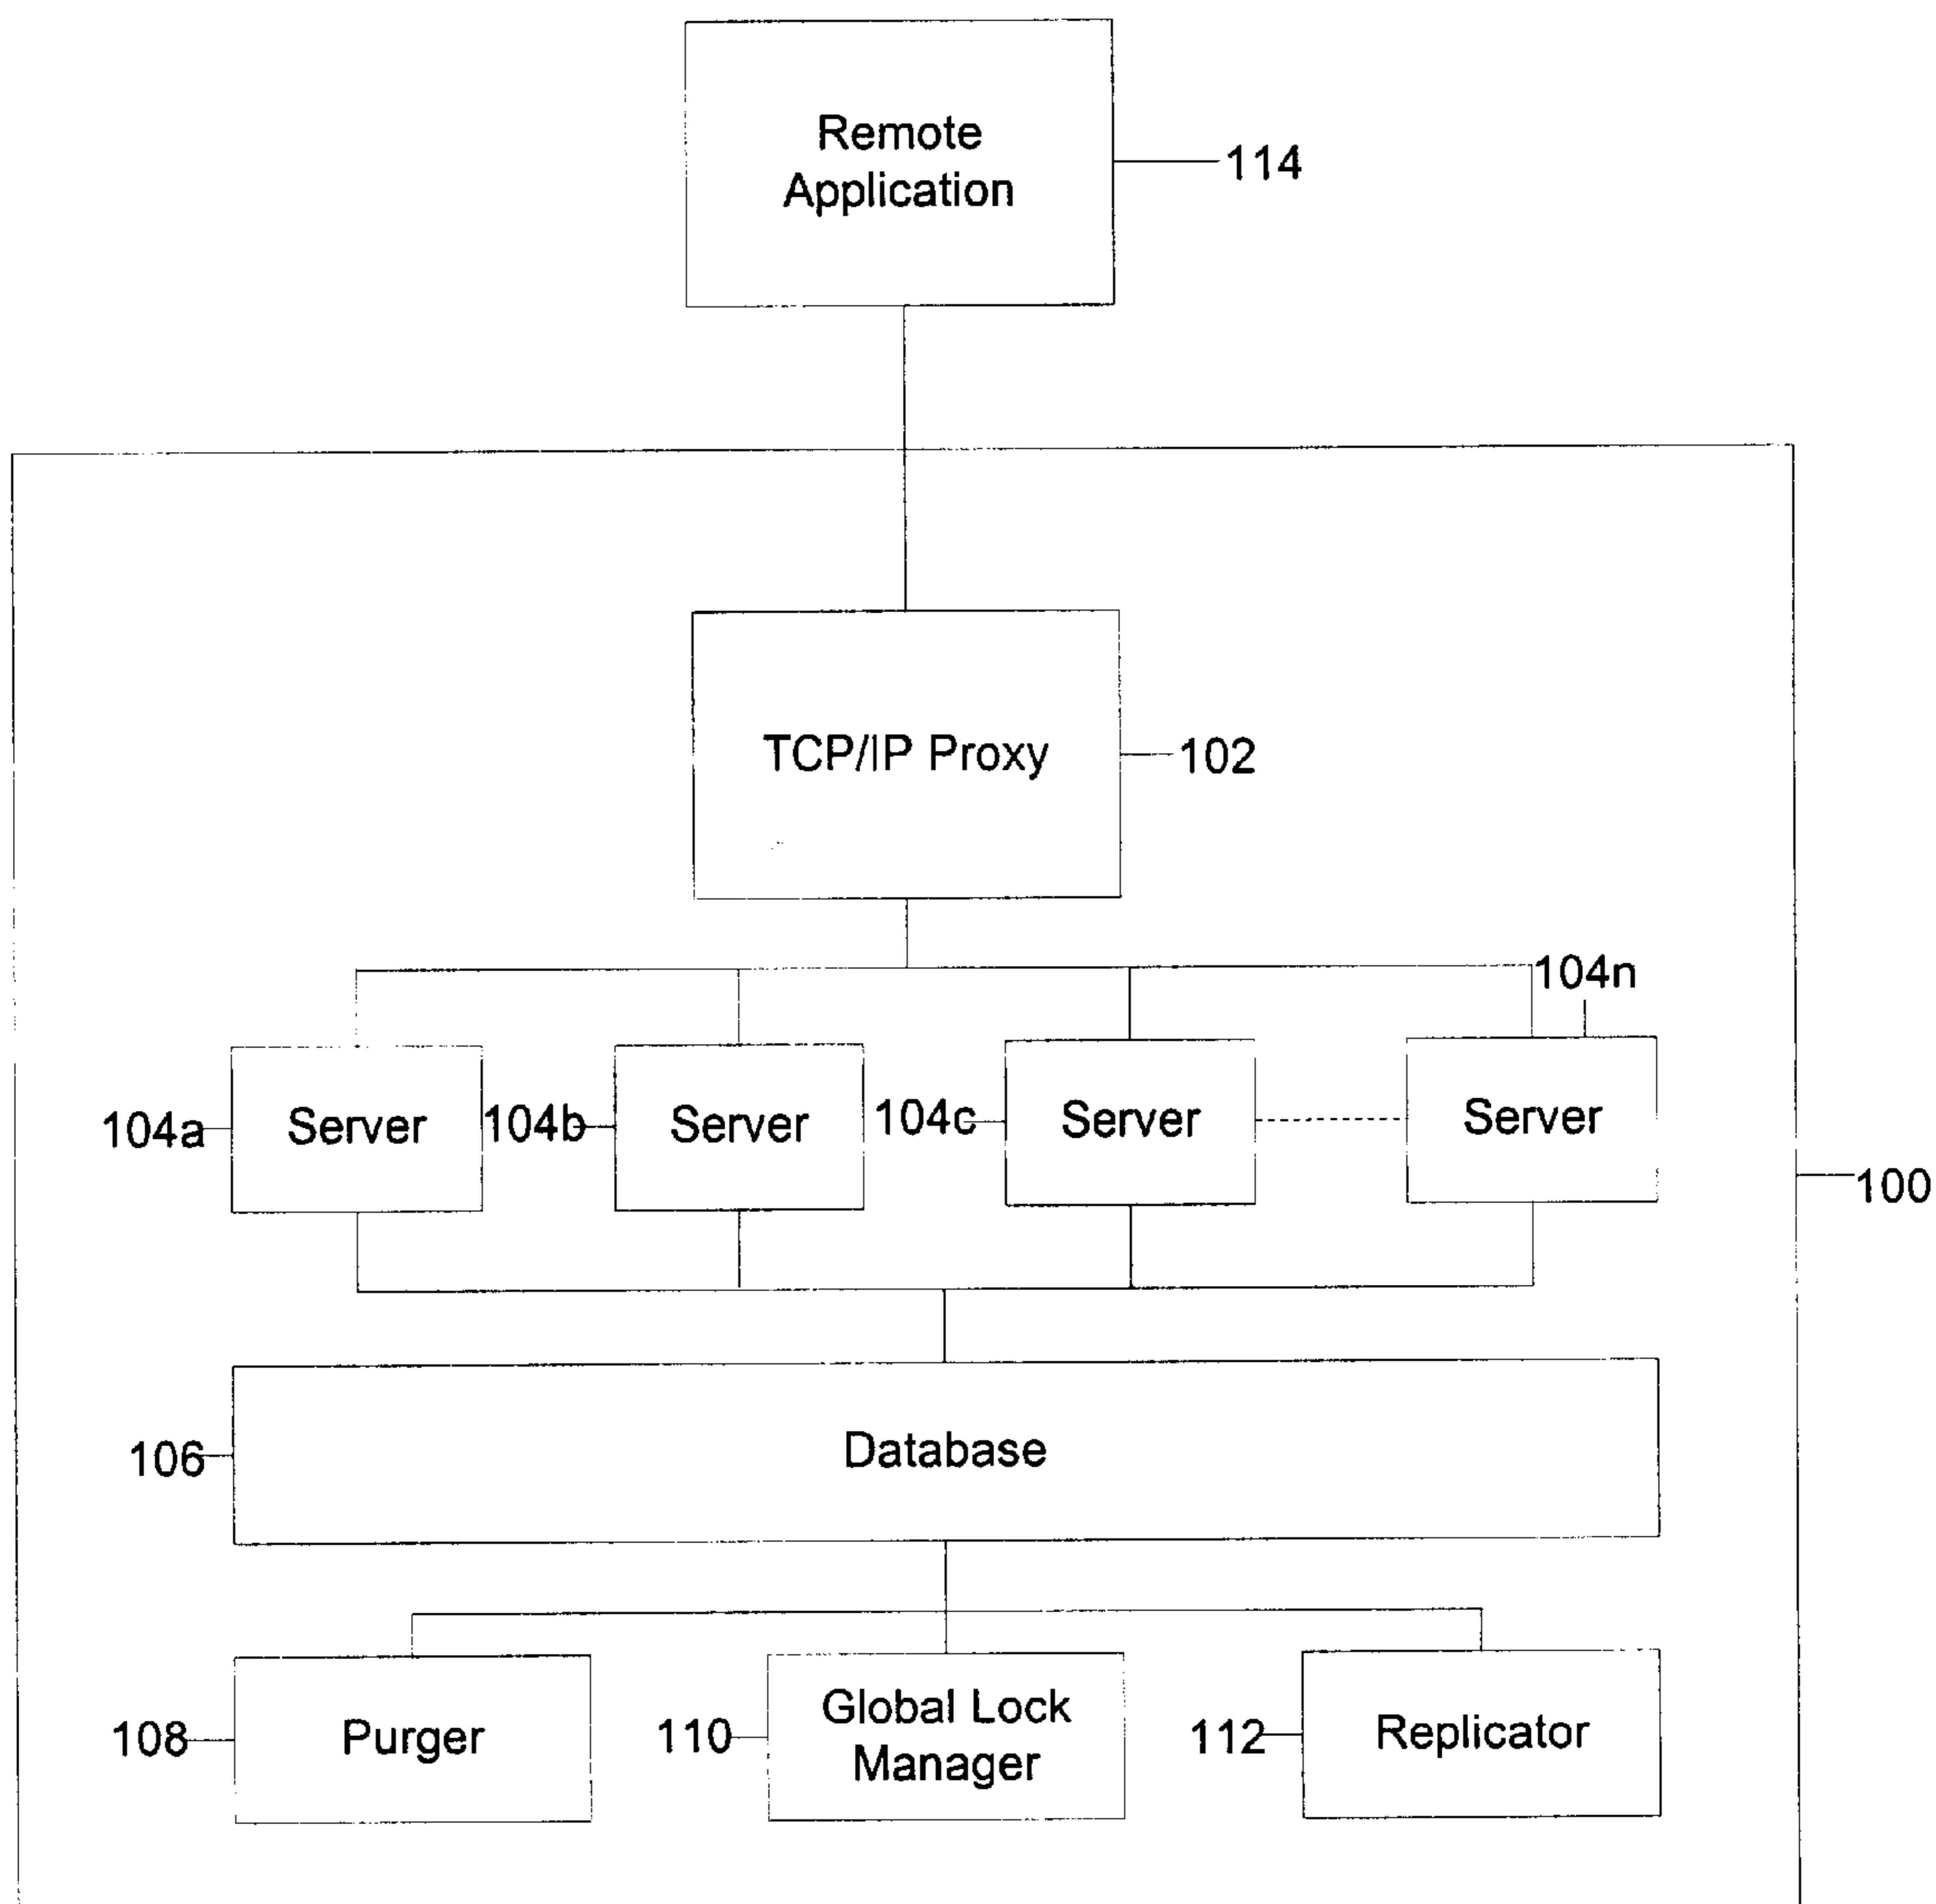 Remote
Application
114
TCP/IP Proxy
102
104n
104a
Server
104b
Server
104c
Server
Server
100
106
Database
108
Purger
110
Global Lock
Manager
112
Replicator